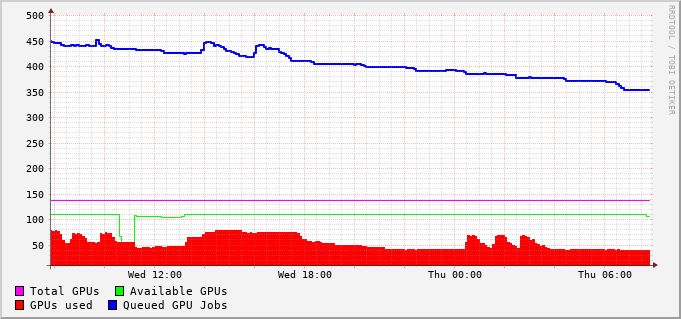 500
450
400
350
300
250
200
150
100
50
Wed 12:00 Wed 18:00 Thu 00:00 Thu 06:00
Total GPUs Available GPUs
GPUs used Queued GPU Jobs
RRDTOOL / TOBI OETIKER